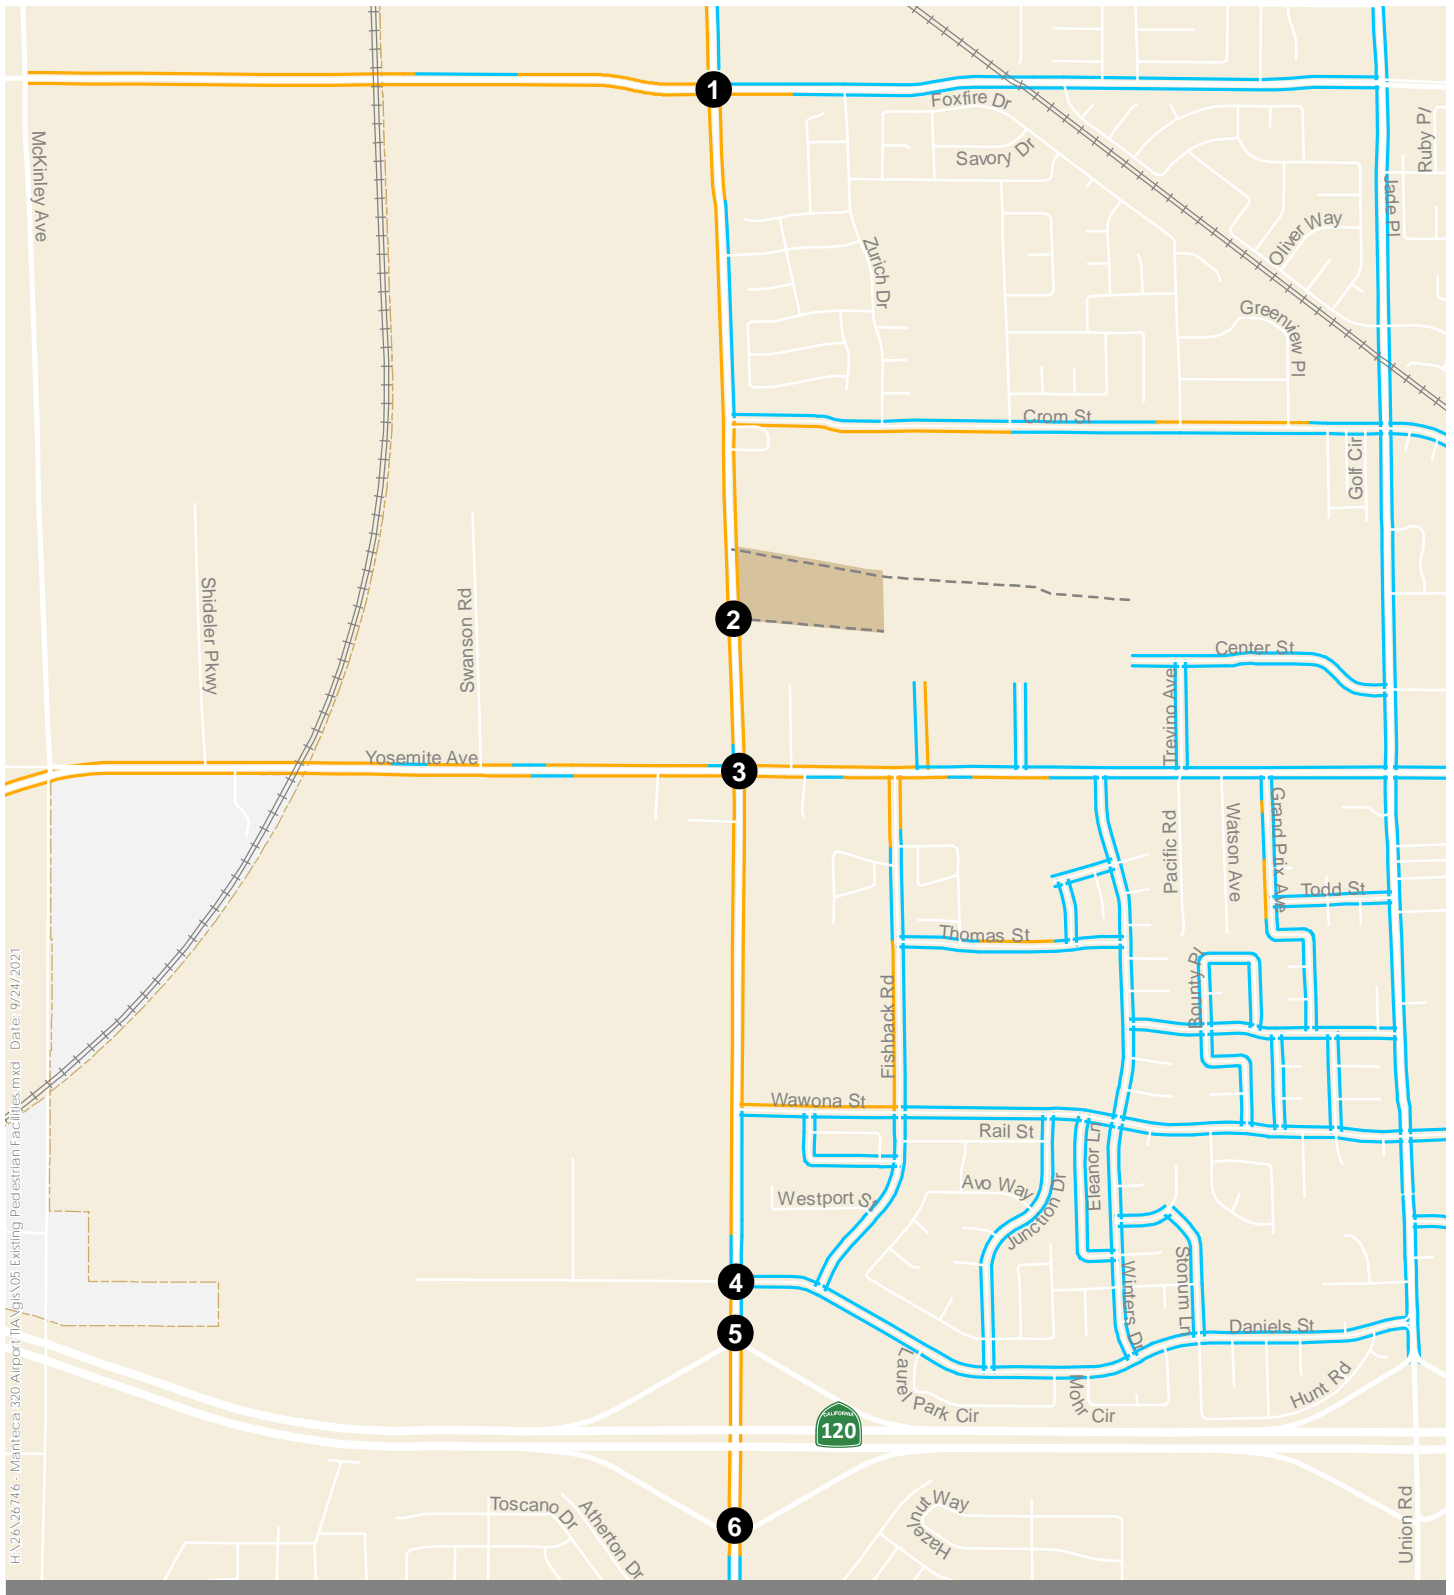 1
Foxfire Dr
Savory Dr
Ruby Pl
McKinley Ave
Jade Pl
Oliver Way
Zurich Dr
Greenview Pl
Crom St
Golf Cir
Shideler Pkwy
Swanson Rd
2
Center St
Trevino Ave
Yosemite Ave
3
Pacific Rd
Watson Ave
Grand Prix Ave
Todd St
Thomas St
Bounty Pl
Fishback Rd
Wawona St
Rail St
Eleanor Ln
Avo Way
Westport St
Junction Dr
Stonum Ln
Winters Dr
4
5
Daniels St
Laurel Park Cir
Mohr Cir
Hunt Rd
CALIFORNIA
120
Toscano Dr
Atherton Dr
6
Hazelnut Way
Union Rd
H:\26\26746 - Manteca 320 Airport TIA\gis\05 Existing Pedestrian Facilities.mxd Date: 9/24/2021